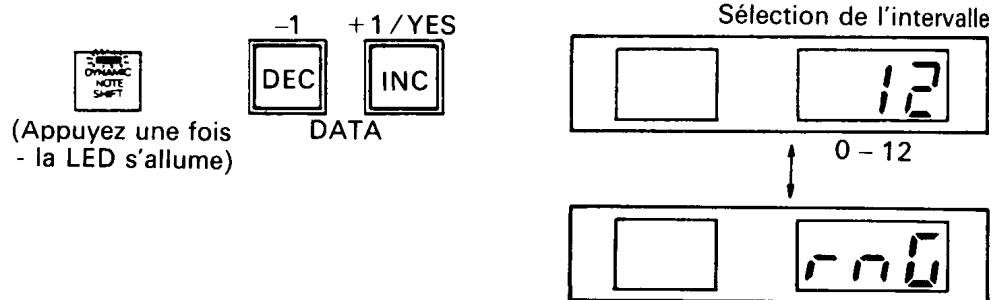 DYNAMIC
NOTE
SHIFT
(Appuyez une fois
- la LED s'allume)
-1 +1/YES
DEC INC
DATA
Sélection de l'intervalle
12
0 – 12
rnG